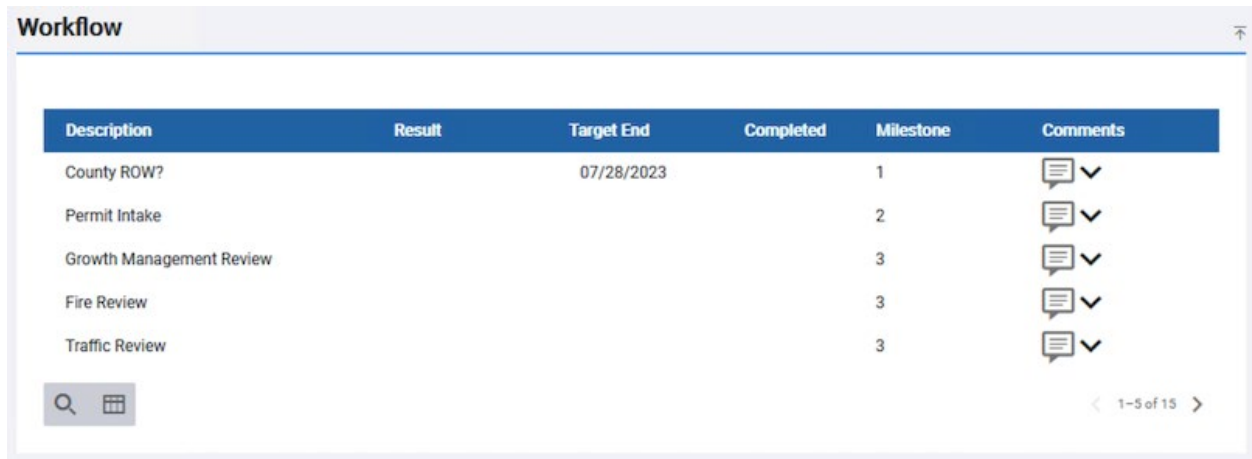 Workflow
Description Result Target End Completed Milestone Comments
County ROW? 07/28/2023 1
Permit Intake 2
Growth Management Review 3
Fire Review 3
Traffic Review 3
1–5 of 15